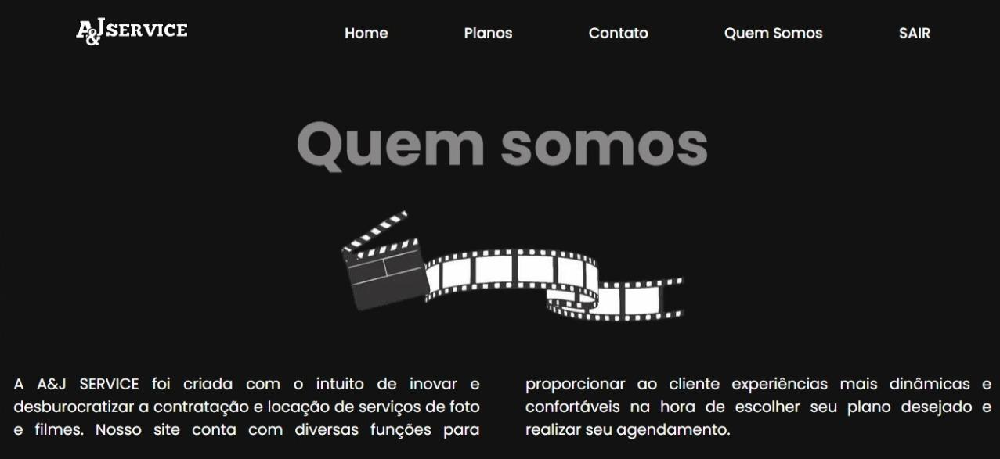 A&J SERVICE
Home
Planos
Contato
Quem Somos
SAIR
Quem somos
A A&J SERVICE foi criada com o intuito de inovar e
desburocratizar a contratação e locação de serviços de foto
e filmes. Nosso site conta com diversas funções para
proporcionar ao cliente experiências mais dinâmicas e
confortáveis na hora de escolher seu plano desejado e
realizar seu agendamento.